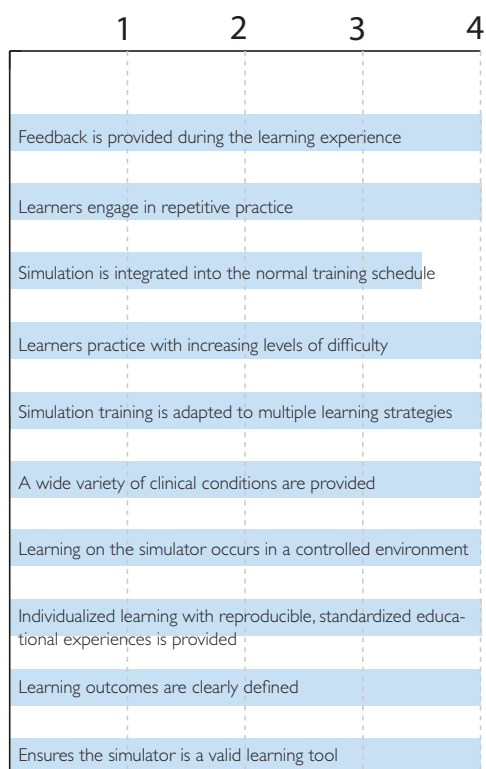 1 2 3 4
Feedback is provided during the learning experience
Learners engage in repetitive practice
Simulation is integrated into the normal training schedule
Learners practice with increasing levels of difficulty
Simulation training is adapted to multiple learning strategies
A wide variety of clinical conditions are provided
Learning on the simulator occurs in a controlled environment
Individualized learning with reproducible, standardized educa-
tional experiences is provided
Learning outcomes are clearly defined
Ensures the simulator is a valid learning tool